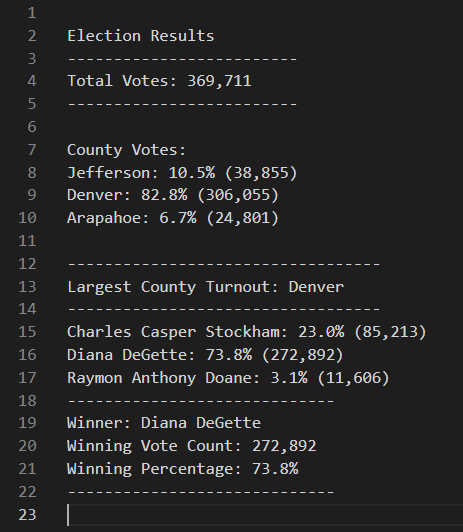 1
2 Election Results
3 -------------------------
4 Total Votes: 369,711
5 -------------------------
6
7 County Votes:
8 Jefferson: 10.5% (38,855)
9 Denver: 82.8% (306,055)
10 Arapahoe: 6.7% (24,801)
11
12 ----------------------------------
13 Largest County Turnout: Denver
14 ----------------------------------
15 Charles Casper Stockham: 23.0% (85,213)
16 Diana DeGette: 73.8% (272,892)
17 Raymon Anthony Doane: 3.1% (11,606)
18 -----------------------------
19 Winner: Diana DeGette
20 Winning Vote Count: 272,892
21 Winning Percentage: 73.8%
22 -----------------------------
23